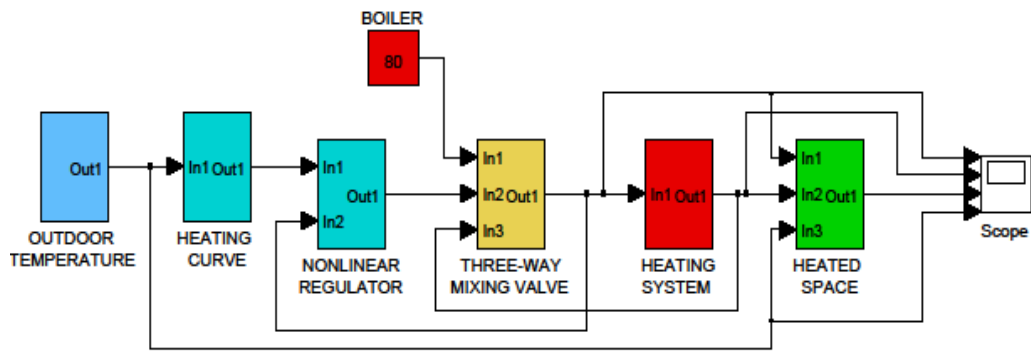 BOILER
80
Out1
OUTDOOR
TEMPERATURE
In1 Out1
HEATING
CURVE
In1
Out1
In2
NONLINEAR
REGULATOR
In1
In2 Out1
In3
THREE-WAY
MIXING VALVE
In1 Out1
HEATING
SYSTEM
In1
In2 Out1
In3
HEATED
SPACE
Scope